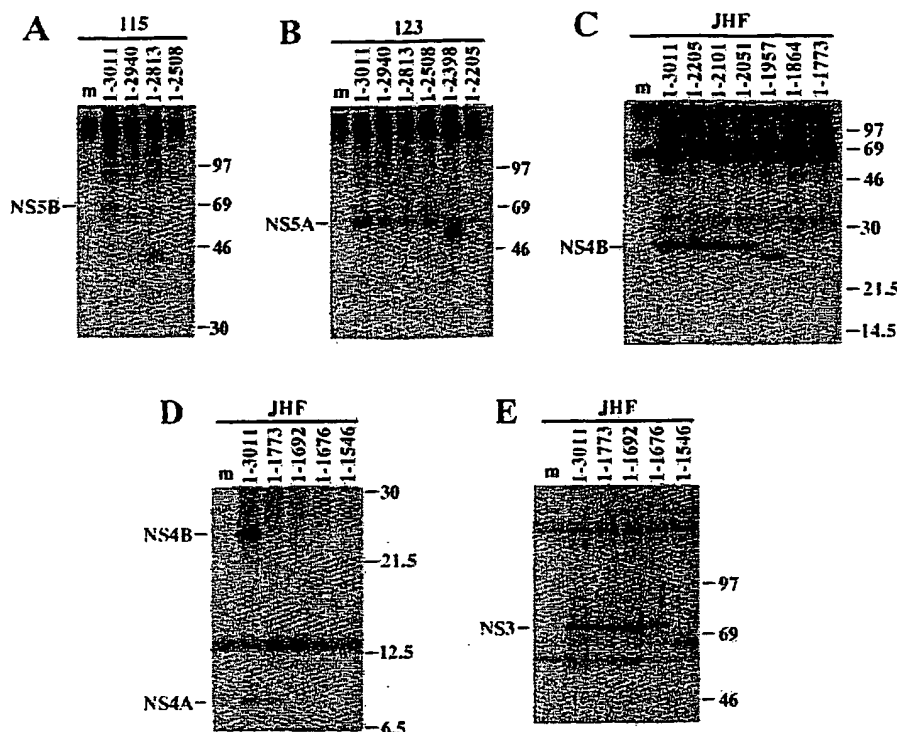 A
115
m 1-3011 1-2940 1-2813 1-2508
97
NS5B
69
46
30
B
123
m 1-3011 1-2940 1-2813 1-2508 1-2398 1-2205
97
69
NS5A
46
C
JHF
m 1-3011 1-2205 1-2101 1-2051 1-1957 1-1864 1-1773
97
69
46
30
NS4B
21.5
14.5
D
JHF
m 1-3011 1-1773 1-1692 1-1676 1-1546
30
NS4B
21.5
12.5
NS4A
6.5
E
JHF
m 1-3011 1-1773 1-1692 1-1676 1-1546
97
NS3
69
46